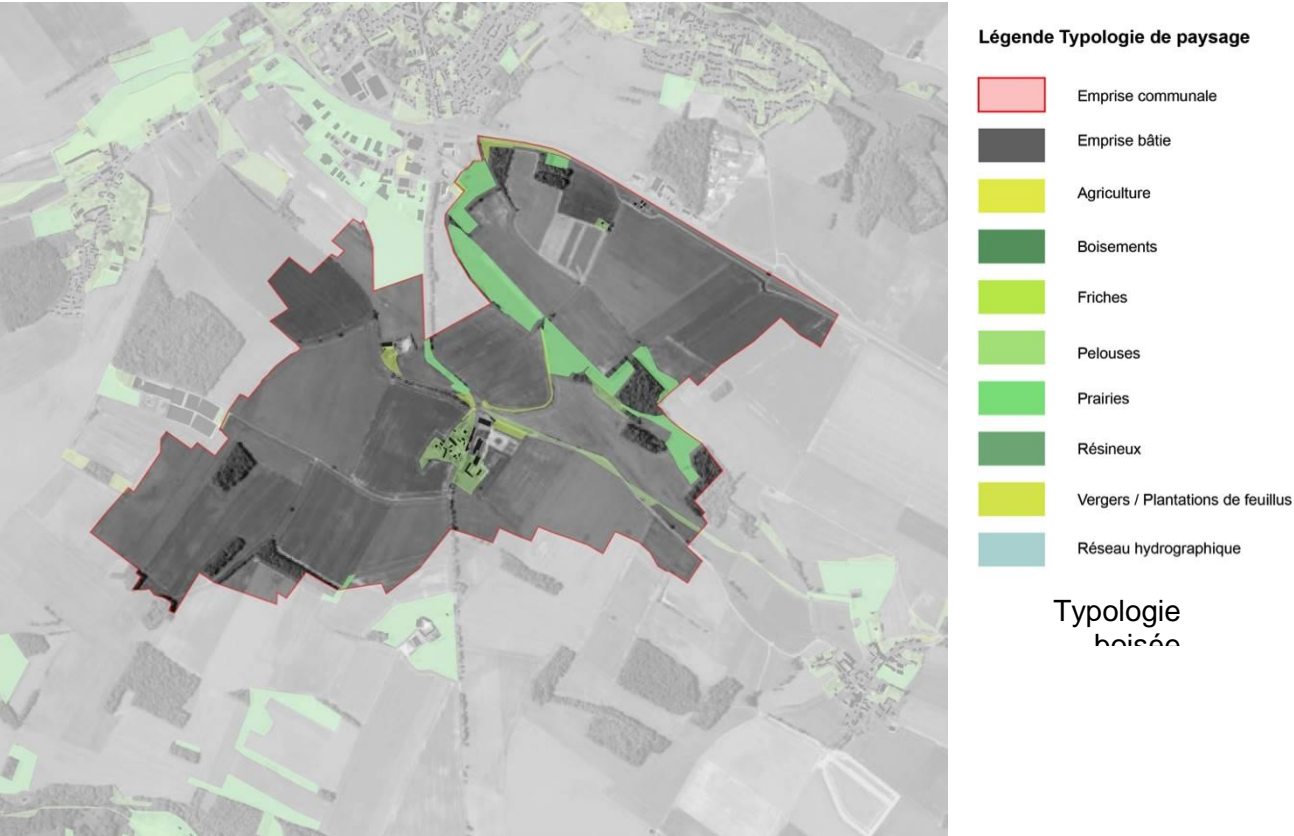 Légende Typologie de paysage
Emprise communale
Emprise bâtie
Agriculture
Boisements
Friches
Pelouses
Prairies
Résineux
Vergers / Plantations de feuillus
Réseau hydrographique
Typologie
boisée